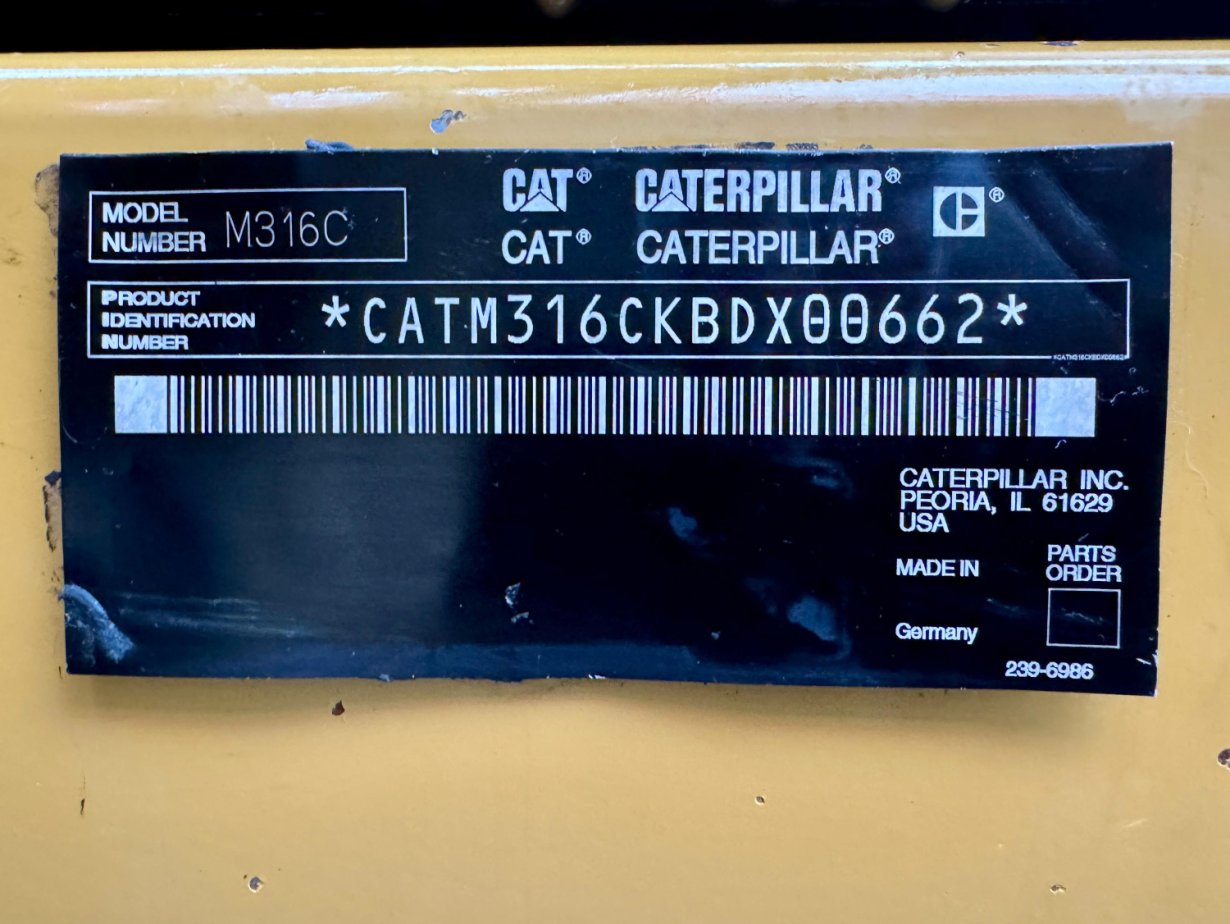 MODEL
NUMBER M316C
CAT® CATERPILLAR® C®
CAT® CATERPILLAR®
PRODUCT
IDENTIFICATION
NUMBER
*CATM316CKBDX00662*
*CATM316CKBDX00662*
CATERPILLAR INC.
PEORIA, IL 61629
USA
MADE IN
Germany
PARTS
ORDER
239-6986